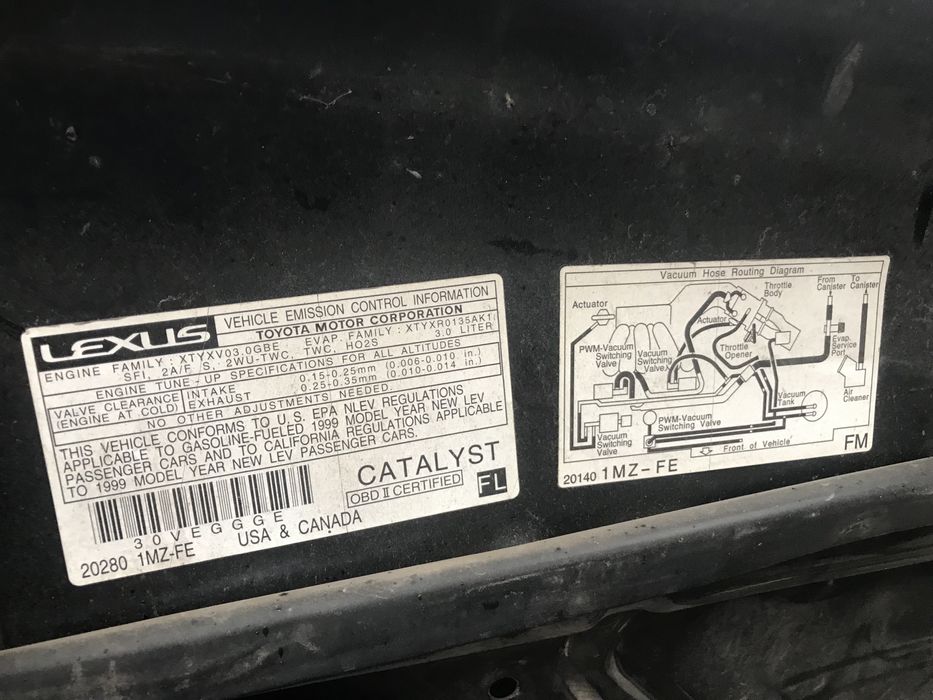 LEXUS
VEHICLE EMISSION CONTROL INFORMATION
TOYOTA MOTOR CORPORATION
ENGINE FAMILY: XTYXV03.0GBE EVAP. FAMILY: XTYXR0135AK1
SFI, 2A/F S, 2WU-TWC, TWC, HO2S 3.0 LITER
ENGINE TUNE-UP SPECIFICATIONS FOR ALL ALTITUDES
VALVE CLEARANCE INTAKE 0.15-0.25mm (0.006-0.010 in.)
(ENGINE AT COLD) EXHAUST 0.25-0.35mm (0.010-0.014 in.)
NO OTHER ADJUSTMENTS NEEDED.
THIS VEHICLE CONFORMS TO U.S. EPA NLEV REGULATIONS
APPLICABLE TO GASOLINE-FUELED 1999 MODEL YEAR NEW LEV
PASSENGER CARS AND TO CALIFORNIA REGULATIONS APPLICABLE
TO 1999 MODEL YEAR NEW LEV PASSENGER CARS.
CATALYST
OBD II CERTIFIED
FL
30VEGGGE
20280 1MZ-FE USA & CANADA
Vacuum Hose Routing Diagram
Actuator
Throttle
Body
From
Canister
To
Canister
Actuator
PWM-Vacuum
Switching
Valve
Vacuum
Switching
Valve
Throttle
Opener
Evap.
Service
Port
Air
Cleaner
Vacuum
Tank
Vacuum
Switching
Valve
PWM-Vacuum
Switching Valve
Front of Vehicle
FM
20140 1MZ-FE